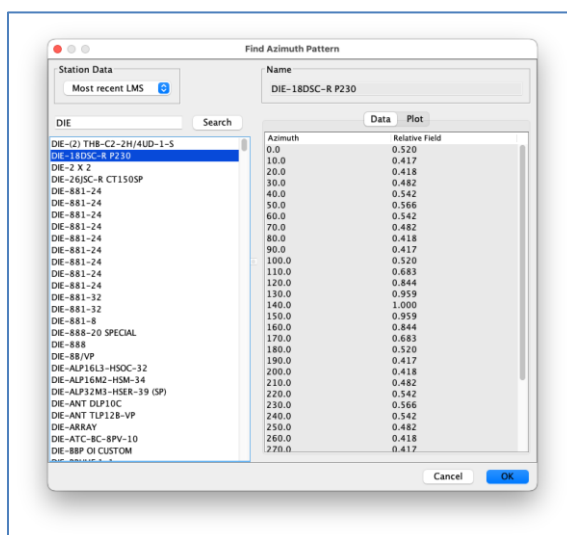 Find Azimuth Pattern
Station Data
Most recent LMS
Name
DIE-18DSC-R P230
DIE
Search
DIE-(2) THB-C2-2H/4UD-1-S
DIE-18DSC-R P230
DIE-2 X 2
DIE-26JSC-R CT150SP
DIE-881-24
DIE-881-24
DIE-881-24
DIE-881-24
DIE-881-24
DIE-881-24
DIE-881-24
DIE-881-24
DIE-881-24
DIE-881-32
DIE-881-32
DIE-881-8
DIE-888-20 SPECIAL
DIE-888
DIE-88/VP
DIE-ALP16L3-HSOC-32
DIE-ALP16M2-HSM-34
DIE-ALP32M3-HSER-39 (SP)
DIE-ANT DLP10C
DIE-ANT TLP12B-VP
DIE-ARRAY
DIE-ATC-BC-8PV-10
DIE-BBP OI CUSTOM
Data Plot
Azimuth Relative Field
0.0 0.520
10.0 0.417
20.0 0.418
30.0 0.482
40.0 0.542
50.0 0.566
60.0 0.542
70.0 0.482
80.0 0.418
90.0 0.417
100.0 0.520
110.0 0.683
120.0 0.844
130.0 0.959
140.0 1.000
150.0 0.959
160.0 0.844
170.0 0.683
180.0 0.520
190.0 0.417
200.0 0.418
210.0 0.482
220.0 0.542
230.0 0.566
240.0 0.542
250.0 0.482
260.0 0.418
270.0 0.417
Cancel
OK